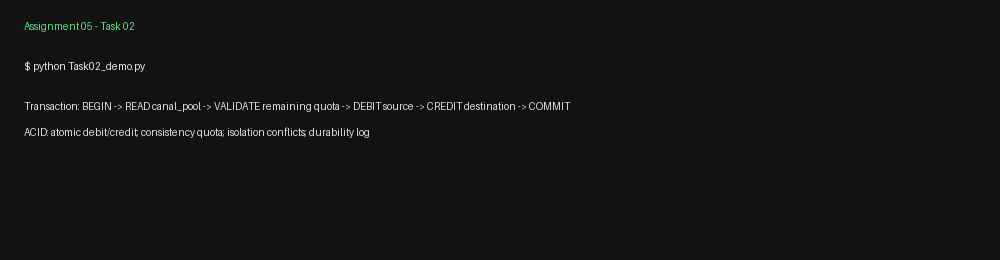 Assignment 05 - Task 02
$ python Task02_demo.py
Transaction: BEGIN -> READ canal_pool -> VALIDATE remaining quota -> DEBIT source -> CREDIT destination -> COMMIT
ACID: atomic debit/credit; consistency quota; isolation conflicts; durability log